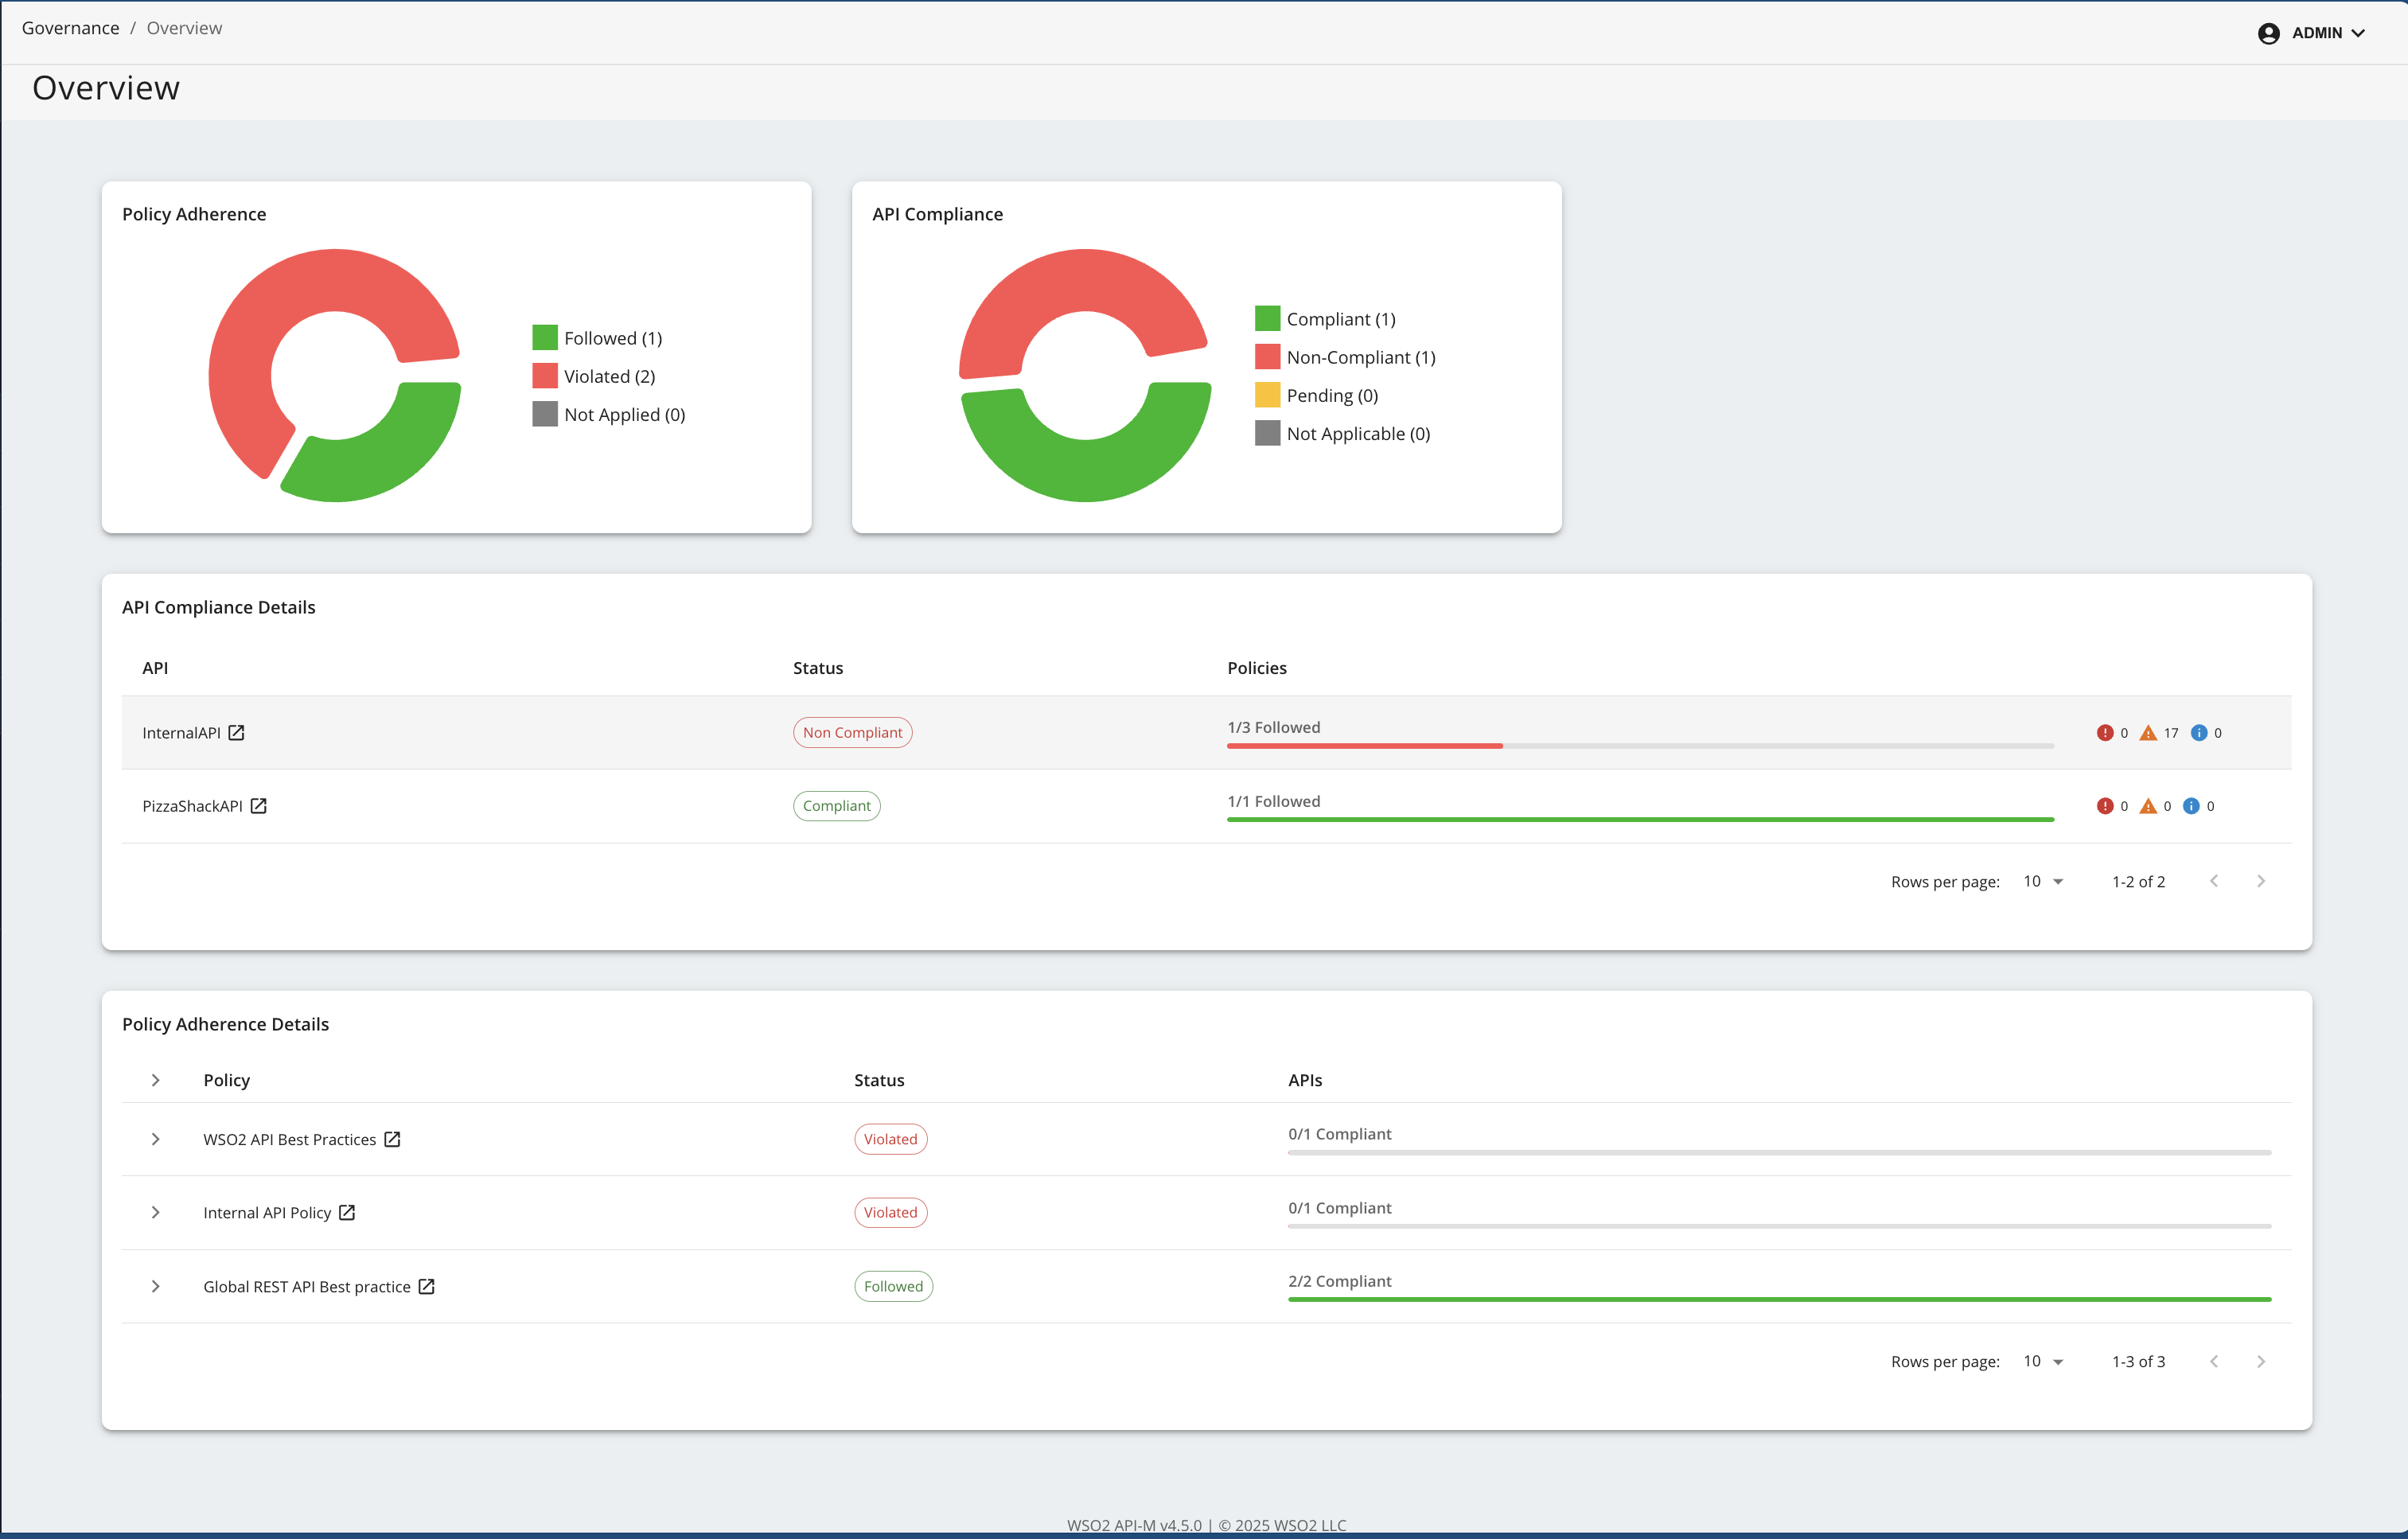 Governance / Overview
ADMIN
Overview
Policy Adherence
Followed (1)
Violated (2)
Not Applied (0)
API Compliance
Compliant (1)
Non-Compliant (1)
Pending (0)
Not Applicable (0)
API Compliance Details
API Status Policies
InternalAPI Non Compliant 1/3 Followed 0 17 0
PizzaShackAPI Compliant 1/1 Followed 0 0 0
Rows per page: 10 1-2 of 2
Policy Adherence Details
Policy Status APIs
WSO2 API Best Practices Violated 0/1 Compliant
Internal API Policy Violated 0/1 Compliant
Global REST API Best practice Followed 2/2 Compliant
Rows per page: 10 1-3 of 3
WSO2 API-M v4.5.0 | © 2025 WSO2 LLC